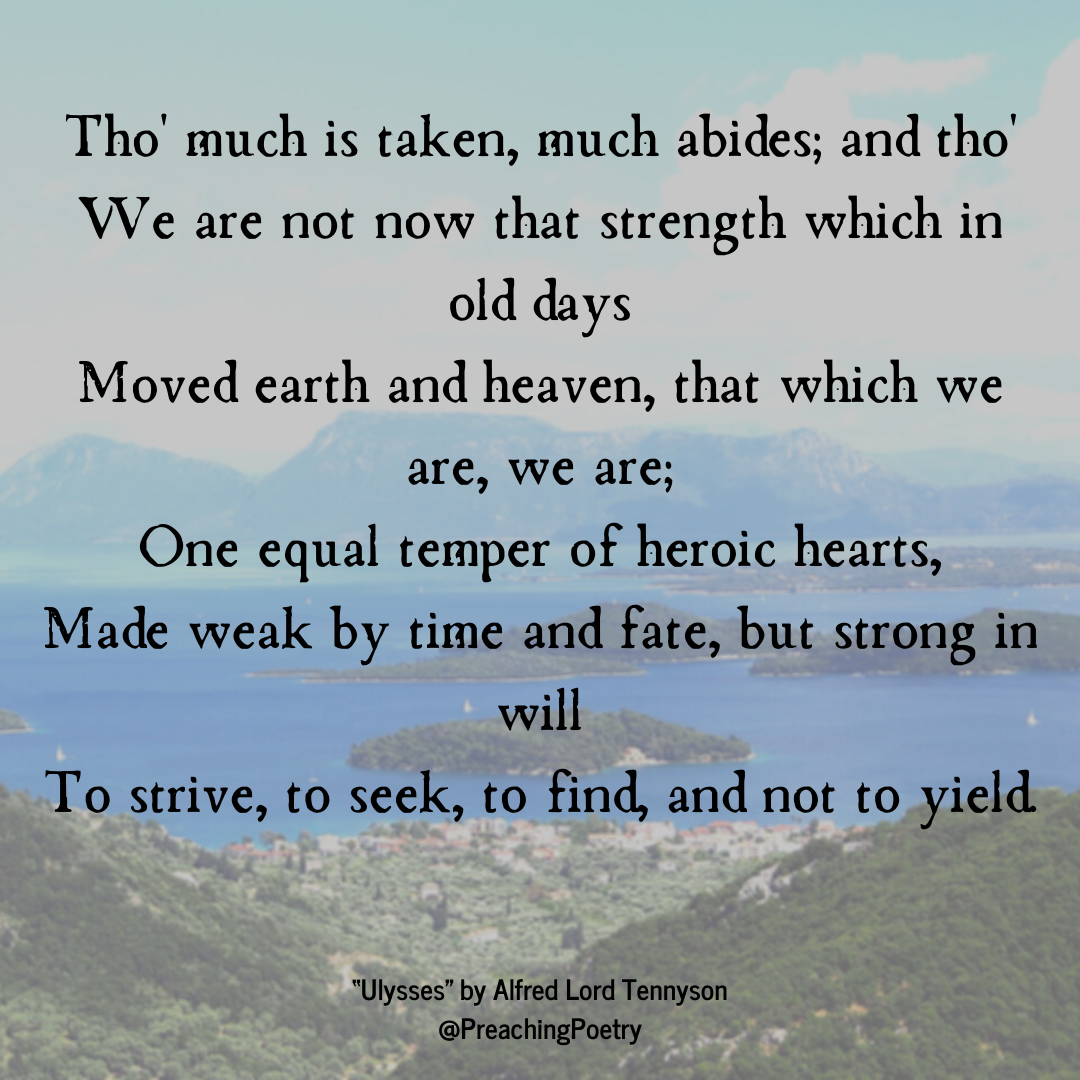 Tho' much is taken, much abides; and tho'
We are not now that strength which in
old days
Moved earth and heaven, that which we
are, we are;
One equal temper of heroic hearts,
Made weak by time and fate, but strong in
will
To strive, to seek, to find, and not to yield.
"Ulysses" by Alfred Lord Tennyson
@PreachingPoetry